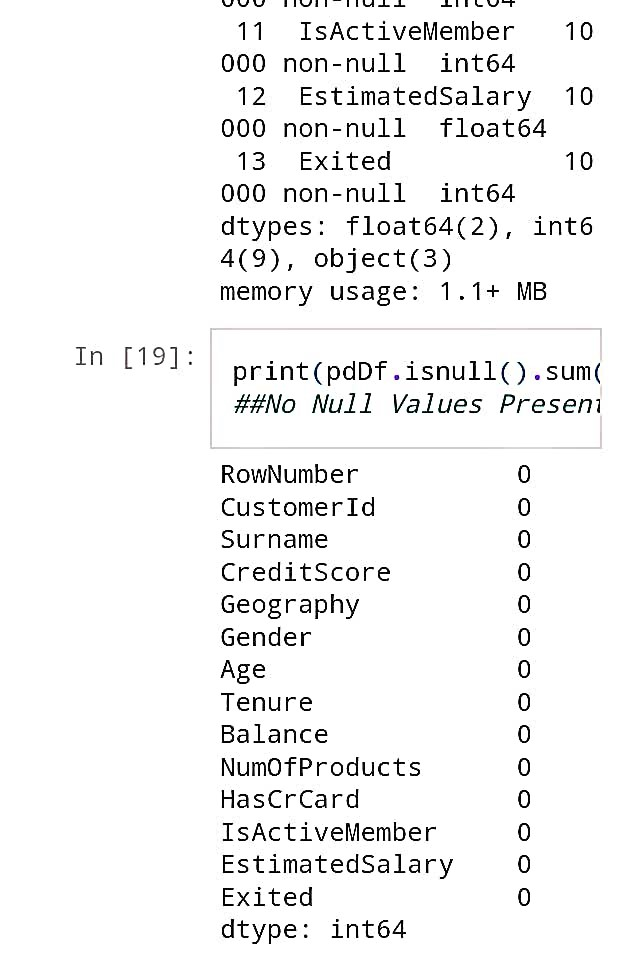 000 non-null  int64
 11  IsActiveMember   10
000 non-null  int64
 12  EstimatedSalary  10
000 non-null  float64
 13  Exited           10
000 non-null  int64
dtypes: float64(2), int6
4(9), object(3)
memory usage: 1.1+ MB
In [19]:
print(pdDf.isnull().sum(
##No Null Values Present
RowNumber          0
CustomerId         0
Surname            0
CreditScore        0
Geography          0
Gender             0
Age                0
Tenure             0
Balance            0
NumOfProducts      0
HasCrCard          0
IsActiveMember     0
EstimatedSalary    0
Exited             0
dtype: int64